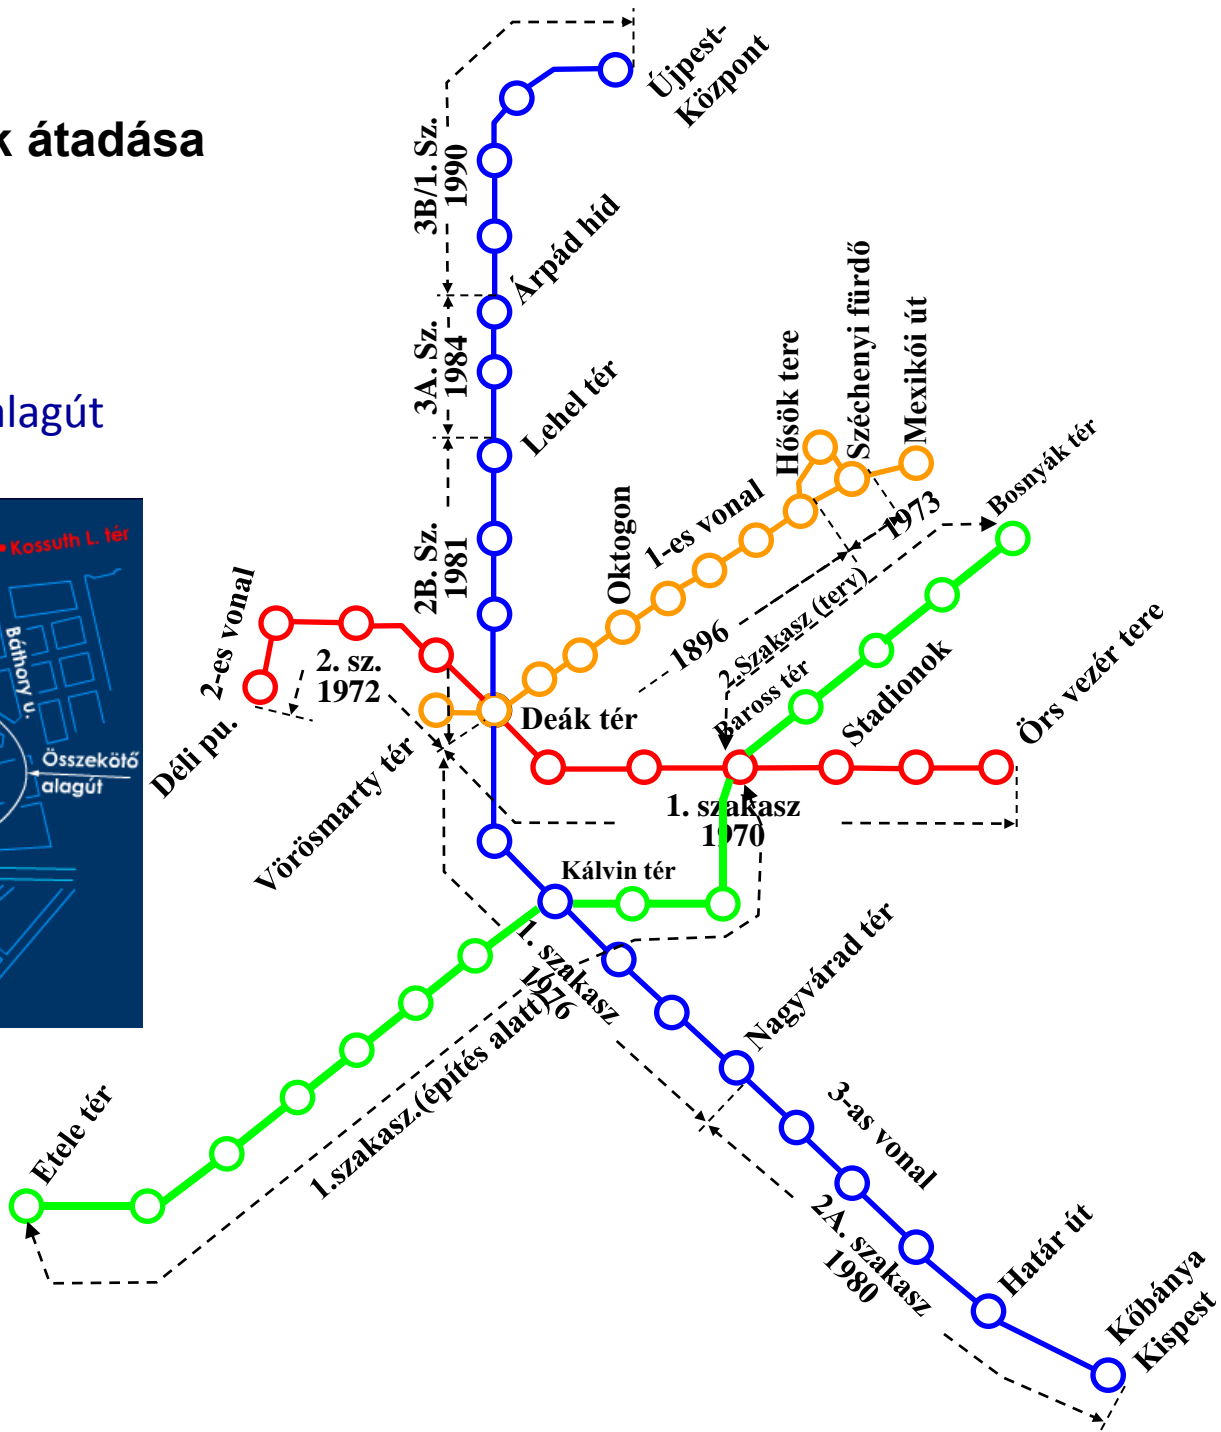 k átadása
alagút
Kossuth L. tér
Báthory u.
Összekötő
alagút
Újpest-
Központ
3B/1. Sz.
1990
Árpád híd
3A. Sz.
1984
Lehel tér
2B. Sz.
1981
Hősök tere
Széchenyi fürdő
Mexikói út
1973
Bosnyák tér
Oktogon
1-es vonal
1896
2.Szakasz (terv)
Baross tér
Stadionok
Örs vezér tere
2-es vonal
2. sz.
1972
Déli pu.
Deák tér
Vörösmarty tér
1. szakasz
1970
Kálvin tér
1. szakasz
1976
Nagyvárad tér
1.szakasz.(építés alatt)
Etele tér
3-as vonal
2A. szakasz
1980
Határ út
Kőbánya
Kispest